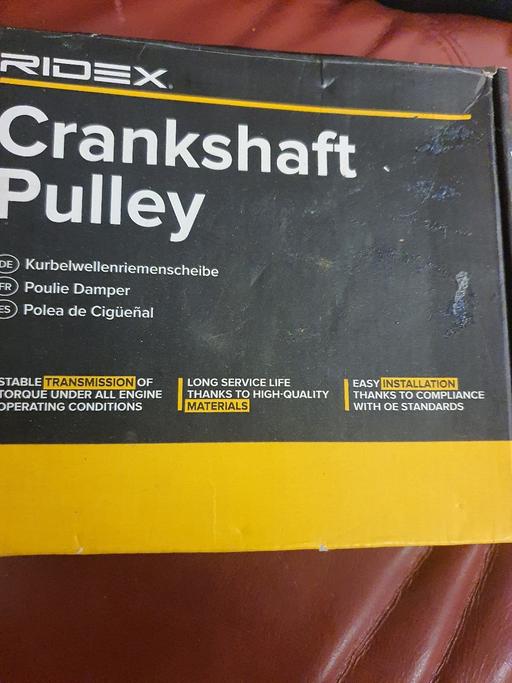 RIDEX
Crankshaft
Pulley
DE Kurbelwellenriemenscheibe
FR Poulie Damper
ES Polea de Cigüeñal
STABLE TRANSMISSION OF
TORQUE UNDER ALL ENGINE
OPERATING CONDITIONS
LONG SERVICE LIFE
THANKS TO HIGH-QUALITY
MATERIALS
EASY INSTALLATION
THANKS TO COMPLIANCE
WITH OE STANDARDS